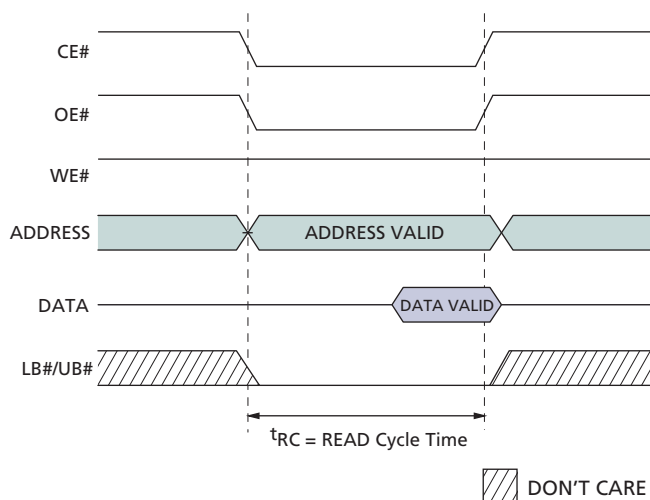 CE#
OE#
WE#
ADDRESS
ADDRESS VALID
DATA
DATA VALID
LB#/UB#
tRC = READ Cycle Time
DON'T CARE